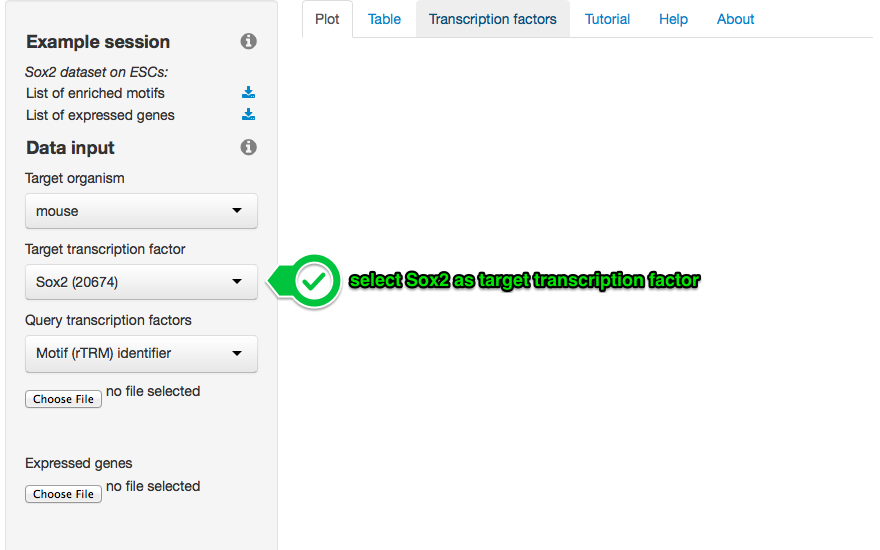 Plot Table Transcription factors Tutorial Help About
Example session
Sox2 dataset on ESCs:
List of enriched motifs
List of expressed genes
Data input
Target organism
mouse
Target transcription factor
Sox2 (20674)
select Sox2 as target transcription factor
Query transcription factors
Motif (rTRM) identifier
Choose File no file selected
Expressed genes
Choose File no file selected